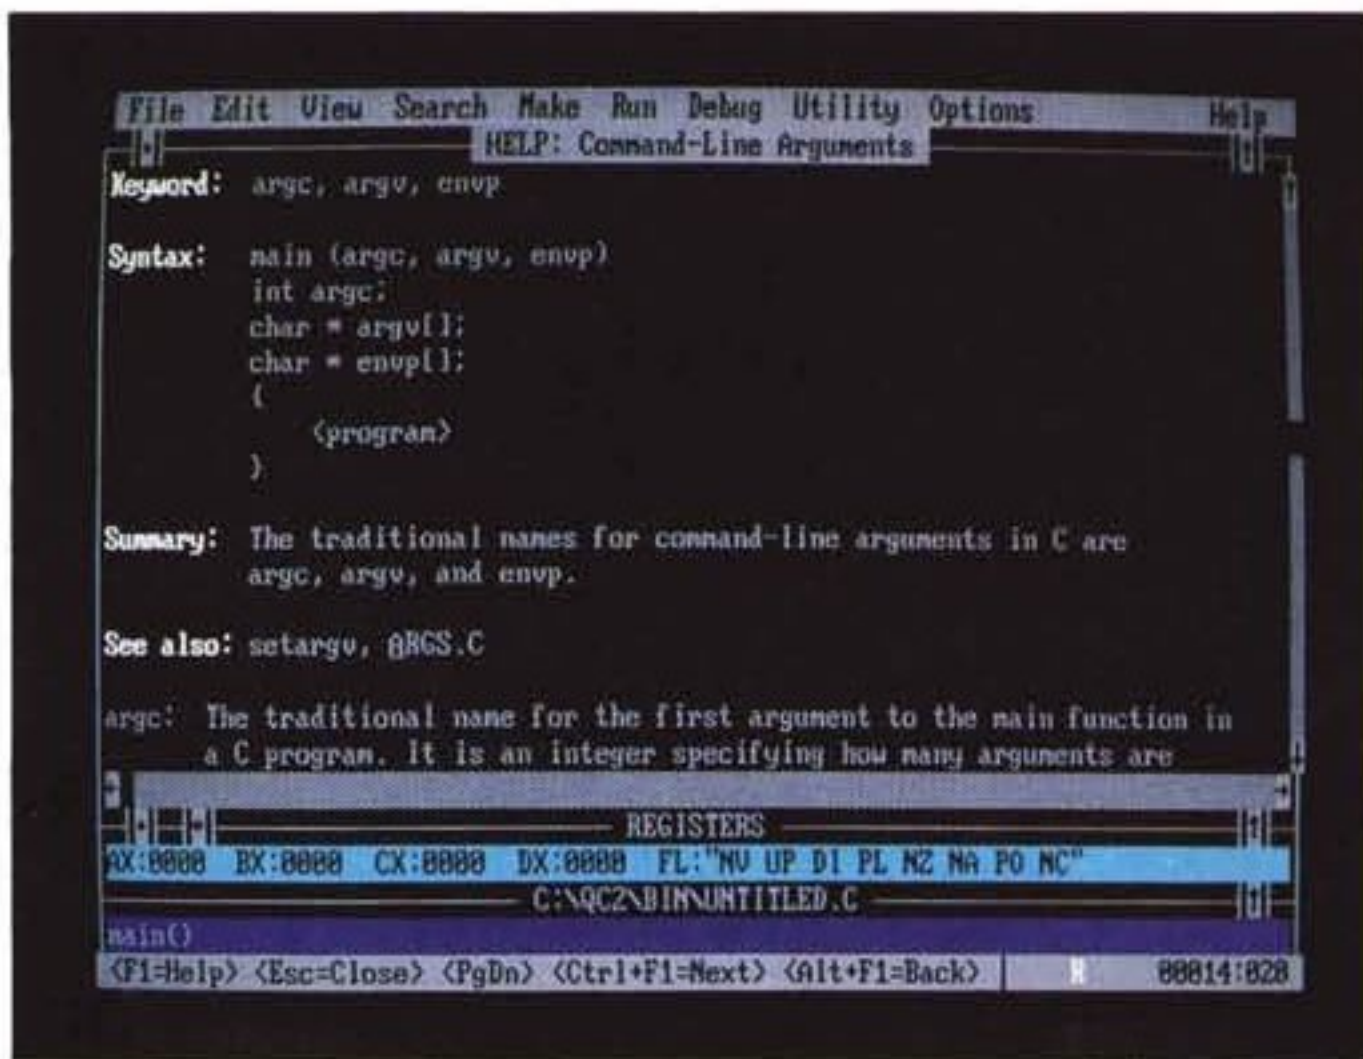 File Edit View Search Make Run Debug Utility Options Help
HELP: Command-Line Arguments
Keyword: argc, argv, envp
Syntax: main (argc, argv, envp)
int argc;
char * argv[];
char * envp[];
{
<program>
}
Summary: The traditional names for command-line arguments in C are
argc, argv, and envp.
See also: setargv, ARGS.C
argc: The traditional name for the first argument to the main function in
a C program. It is an integer specifying how many arguments are
REGISTERS
AX:0000 BX:0000 CX:0000 DX:0000 FL:"NV UP DI PL NZ NA PO NC"
C:\QC2\BIN\UNTITLED.C
main()
<F1=Help> <Esc=Close> <PgDn> <Ctrl+F1=Next> <Alt+F1=Back> R 00014:028